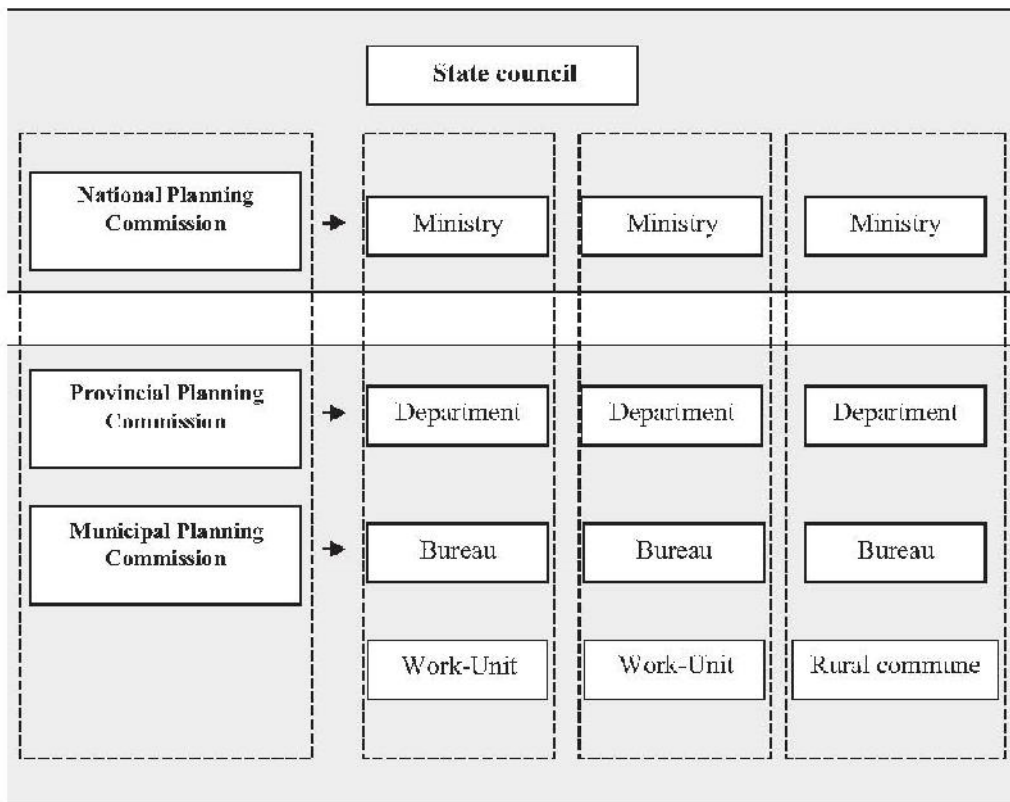 State council
National Planning
Commission
Ministry
Ministry
Ministry
Provincial Planning
Commission
Department
Department
Department
Municipal Planning
Commission
Bureau
Bureau
Bureau
Work-Unit
Work-Unit
Rural commune